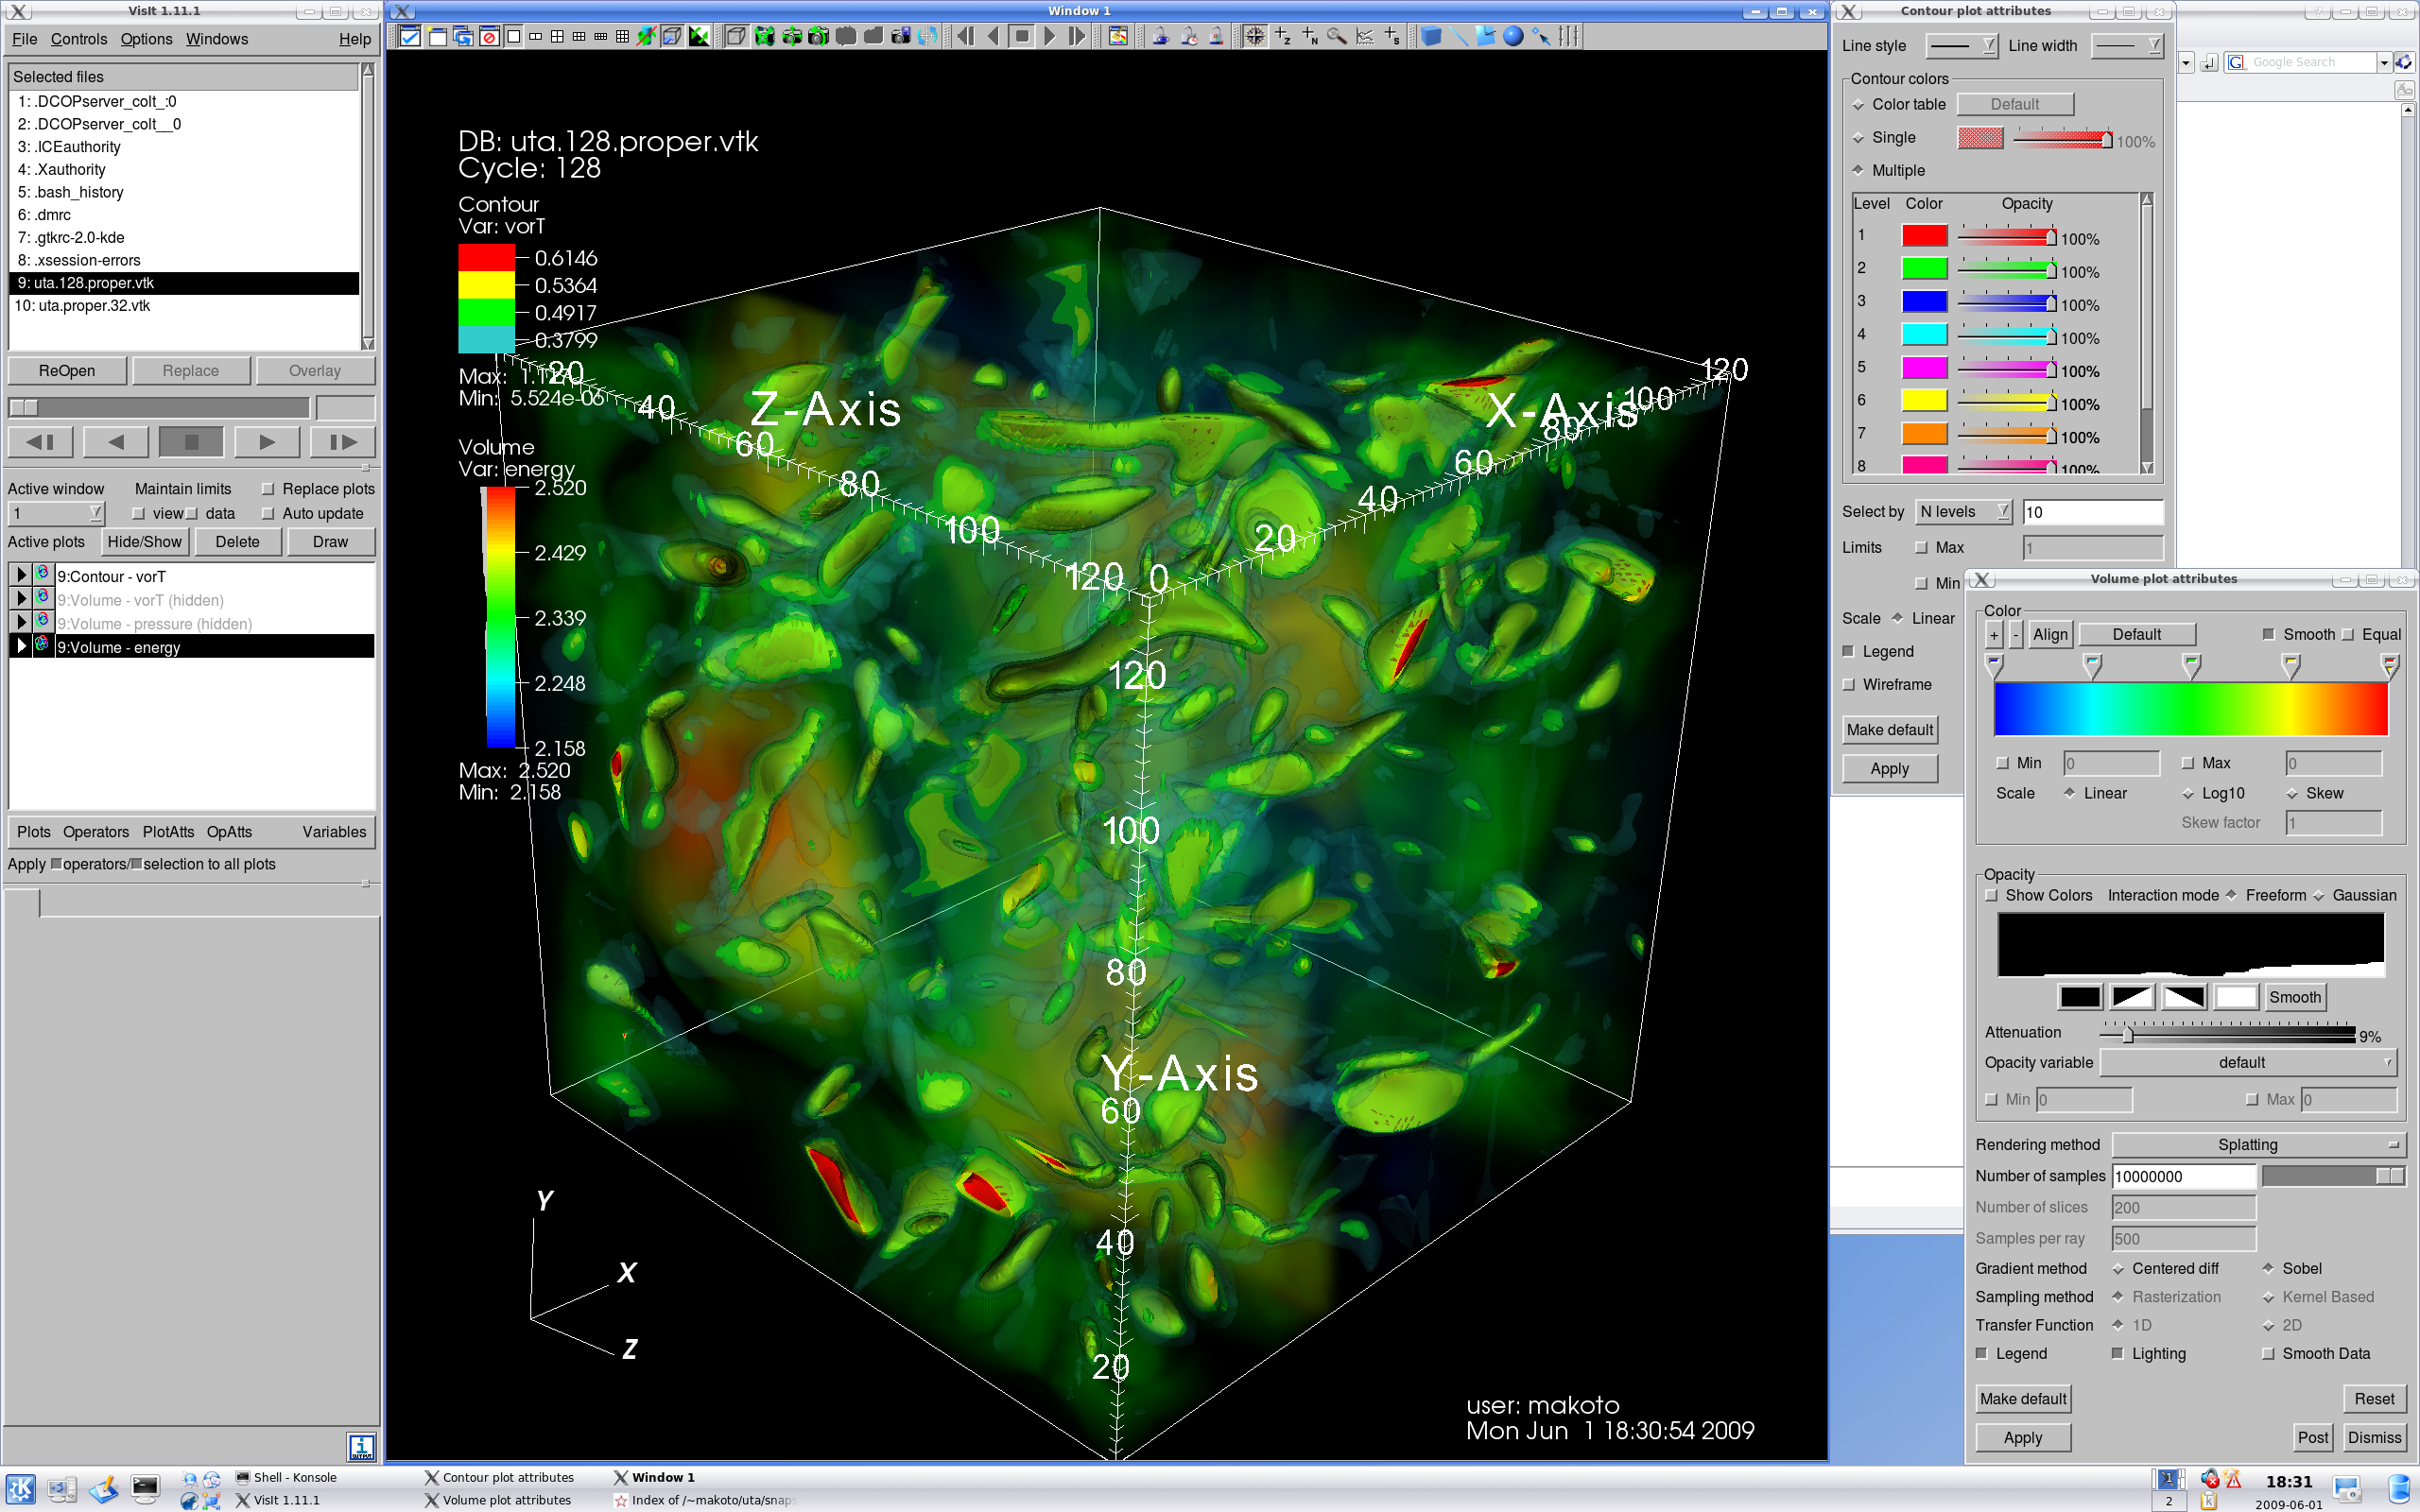 VisIt 1.11.1
File Controls Options Windows Help
Selected files
1: .DCOPserver_colt_:0
2: .DCOPserver_colt__0
3: .ICEauthority
4: .Xauthority
5: .bash_history
6: .dmrc
7: .gtkrc-2.0-kde
8: .xsession-errors
9: uta.128.proper.vtk
10: uta.proper.32.vtk
ReOpen Replace Overlay
Active window Maintain limits Replace plots
1 view data Auto update
Active plots Hide/Show Delete Draw
9:Contour - vorT
9:Volume - vorT (hidden)
9:Volume - pressure (hidden)
9:Volume - energy
Plots Operators PlotAtts OpAtts Variables
Apply operators/ selection to all plots
Window 1
DB: uta.128.proper.vtk
Cycle: 128
Contour
Var: vorT
0.6146
0.5364
0.4917
0.3799
Max:
Min: 5.524e-06
Volume
Var: energy
2.520
2.429
2.339
2.248
2.158
Max: 2.520
Min: 2.158
20
40
60
80
100
120
Z-Axis
0
20
40
60
80
100
120
X-Axis
120
100
80
Y-Axis
60
40
20
Y
X
Z
user: makoto
Mon Jun 1 18:30:54 2009
Contour plot attributes
Line style Line width
Contour colors
Color table Default
Single 100%
Multiple
Level Color Opacity
1 100%
2 100%
3 100%
4 100%
5 100%
6 100%
7 100%
8 100%
Select by N levels 10
Limits Max 1
Min
Scale Linear
Legend
Wireframe
Make default
Apply
Google Search
Volume plot attributes
Color
+ - Align Default Smooth Equal
Min 0 Max 0
Scale Linear Log10 Skew
Skew factor 1
Opacity
Show Colors Interaction mode Freeform Gaussian
Smooth
Attenuation 9%
Opacity variable default
Min 0 Max 0
Rendering method Splatting
Number of samples 10000000
Number of slices 200
Samples per ray 500
Gradient method Centered diff Sobel
Sampling method Rasterization Kernel Based
Transfer Function 1D 2D
Legend Lighting Smooth Data
Make default Reset
Apply Post Dismiss
Shell - Konsole Contour plot attributes Window 1
VisIt 1.11.1 Volume plot attributes Index of /~makoto/uta/snap
1
2
18:31
2009-06-01